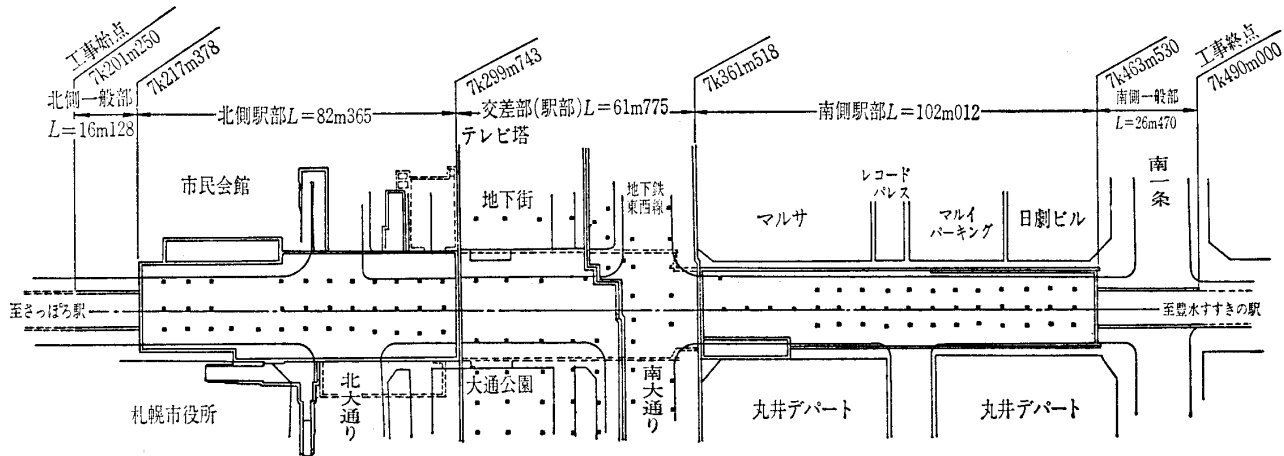 工事始点
7k201m250
7k217m378
7k299m743
7k361m518
7k463m530
工事終点
7k490m000
北側一般部
L=16m128
北側駅部L=82m365
交差部(駅部)L=61m775
南側駅部L=102m012
南側一般部
L=26m470
テレビ塔
市民会館
地下街
地下鉄
東西線
マルサ
レコード
パレス
マルイ
パーキング
日劇ビル
南一条
至さっぽろ駅
至豊水すすきの駅
札幌市役所
北大通り
大通公園
南大通り
丸井デパート
丸井デパート